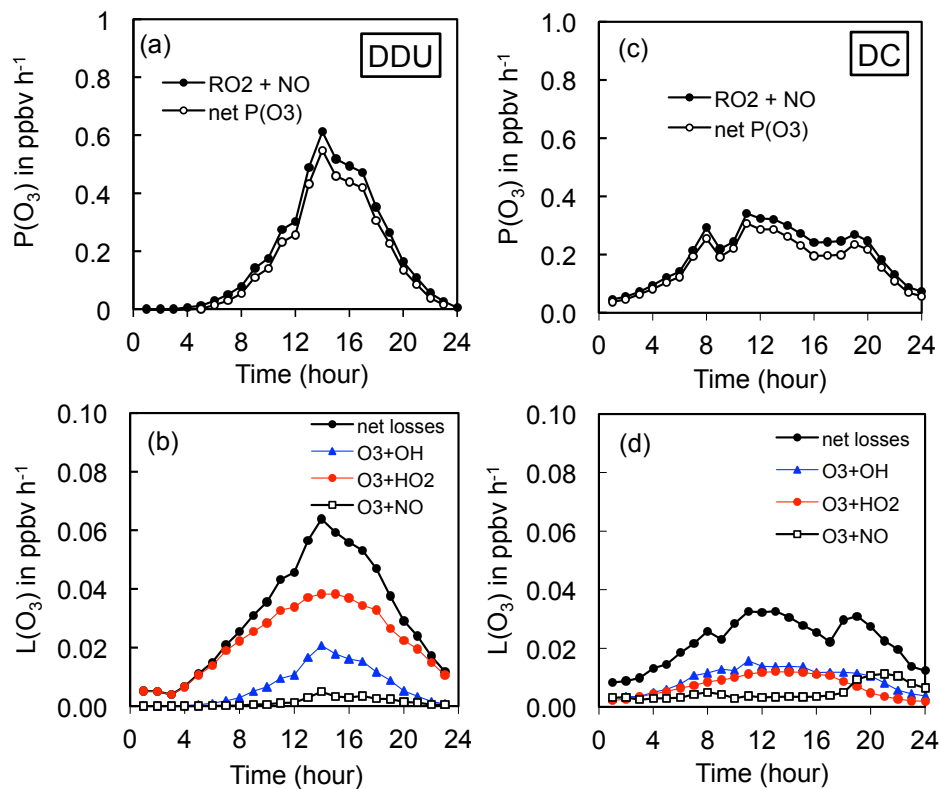 (a)
DDU
P(O3) in ppbv h-1
1
0.8
0.6
0.4
0.2
0
RO2 + NO
net P(O3)
0 4 8 12 16 20 24
Time (hour)
(c)
DC
P(O3) in ppbv h-1
1.0
0.8
0.6
0.4
0.2
0.0
RO2 + NO
net P(O3)
0 4 8 12 16 20 24
Time (hour)
(b)
L(O3) in ppbv h-1
0.10
0.08
0.06
0.04
0.02
0.00
net losses
O3+OH
O3+HO2
O3+NO
0 4 8 12 16 20 24
Time (hour)
(d)
L(O3) in ppbv h-1
0.10
0.08
0.06
0.04
0.02
0.00
net losses
O3+OH
O3+HO2
O3+NO
0 4 8 12 16 20 24
Time (hour)